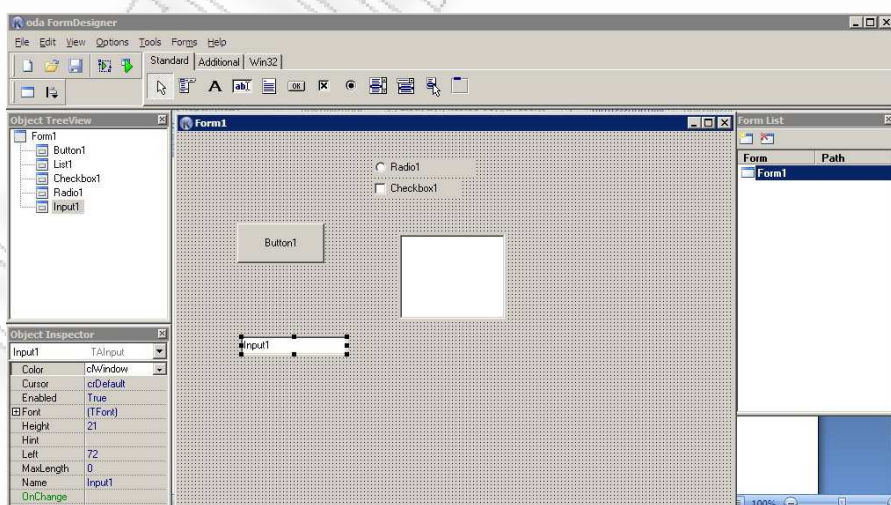 oda FormDesigner
File Edit View Options Tools Forms Help
Standard Additional Win32
A ab OK
Object TreeView
Form1
Button1
List1
Checkbox1
Radio1
Input1
Form1
Radio1
Checkbox1
Button1
Input1
Form List
Form Path
Form1
Object Inspector
Input1 TAInput
Color clWindow
Cursor crDefault
Enabled True
Font (TFont)
Height 21
Hint
Left 72
MaxLength 0
Name Input1
OnChange
100%